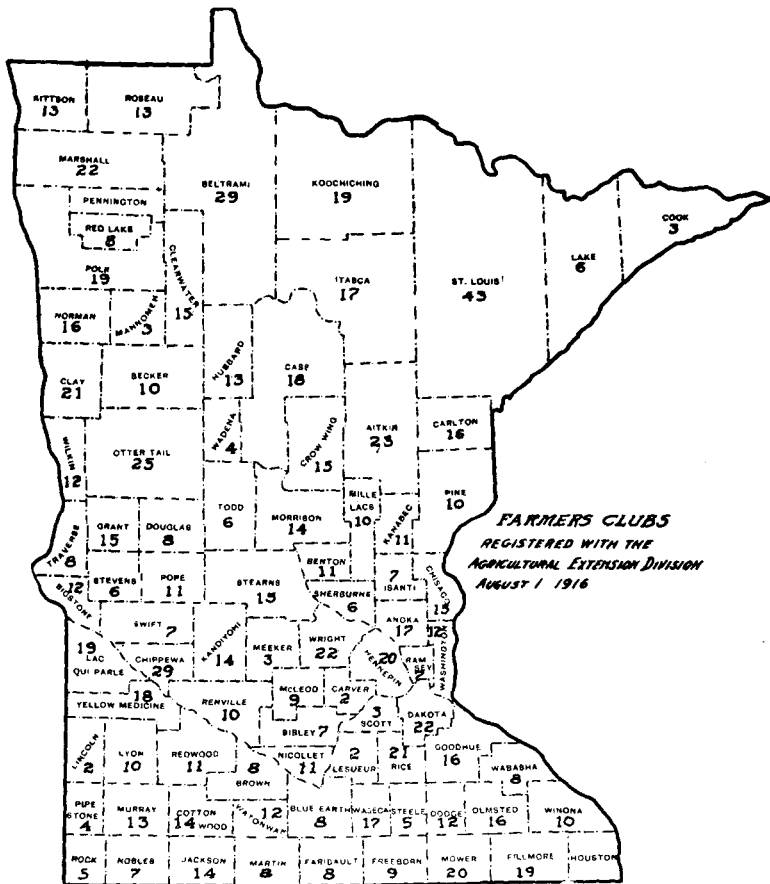 KITTSON
13
ROSEAU
13
MARSHALL
22
BELTRAMI
29
KOOCHICHING
19
PENNINGTON
RED LAKE
8
COOK
3
LAKE
6
ST. LOUIS
43
ITASCA
17
POLK
19
CLEARWATER
15
NORMAN
16
MAHNOMEN
3
HUBBARD
13
CASS
18
CLAY
21
BECKER
10
WADENA
4
CROW WING
15
AITKIN
23
CARLTON
16
WILKIN
12
OTTER TAIL
25
TODD
6
MORRISON
14
MILLE
LACS
10
KANABEC
11
PINE
10
FARMERS CLUBS
REGISTERED WITH THE
AGRICULTURAL EXTENSION DIVISION
AUGUST 1 1916
TRAVERSE
8
GRANT
15
DOUGLAS
8
BENTON
11
7
ISANTI
CHISAGO
15
12
BIGSTONE
STEVENS
6
POPE
11
STEARNS
15
SHERBURNE
6
ANOKA
17
12
WASHINGTON
SWIFT
7
KANDIYOHI
14
MEEKER
3
WRIGHT
22
20
HENNEPIN
RAM
SEY
19
LAC
QUI PARLE
CHIPPEWA
29
18
YELLOW MEDICINE
RENVILLE
10
McLEOD
9
CARVER
2
3
SCOTT
DAKOTA
22
SIBLEY 7
LINCOLN
2
LYON
10
REDWOOD
11
8
BROWN
NICOLLET
11
2
LESUEUR
21
RICE
GOODHUE
16
WABASHA
8
PIPE
STONE
4
MURRAY
13
COTTON
14 WOOD
12
WATONWAN
BLUE EARTH
8
WASECA
17
STEELE
5
DODGE
12
OLMSTED
16
WINONA
10
ROCK
5
NOBLES
7
JACKSON
14
MARTIN
8
FARIBAULT
8
FREEBORN
9
MOWER
20
FILLMORE
19
HOUSTON